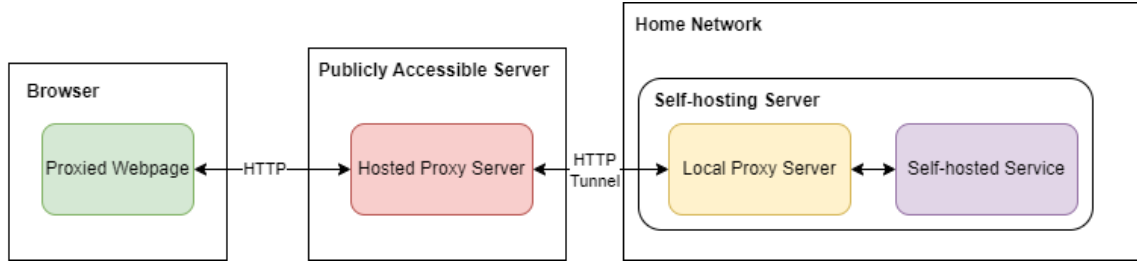 Home Network
Publicly Accessible Server
Browser
Self-hosting Server
Proxied Webpage
HTTP
Hosted Proxy Server
HTTP
Tunnel
Local Proxy Server
Self-hosted Service